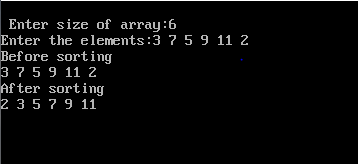 Enter size of array:6
Enter the elements:3 7 5 9 11 2
Before sorting
3 7 5 9 11 2
After sorting
2 3 5 7 9 11